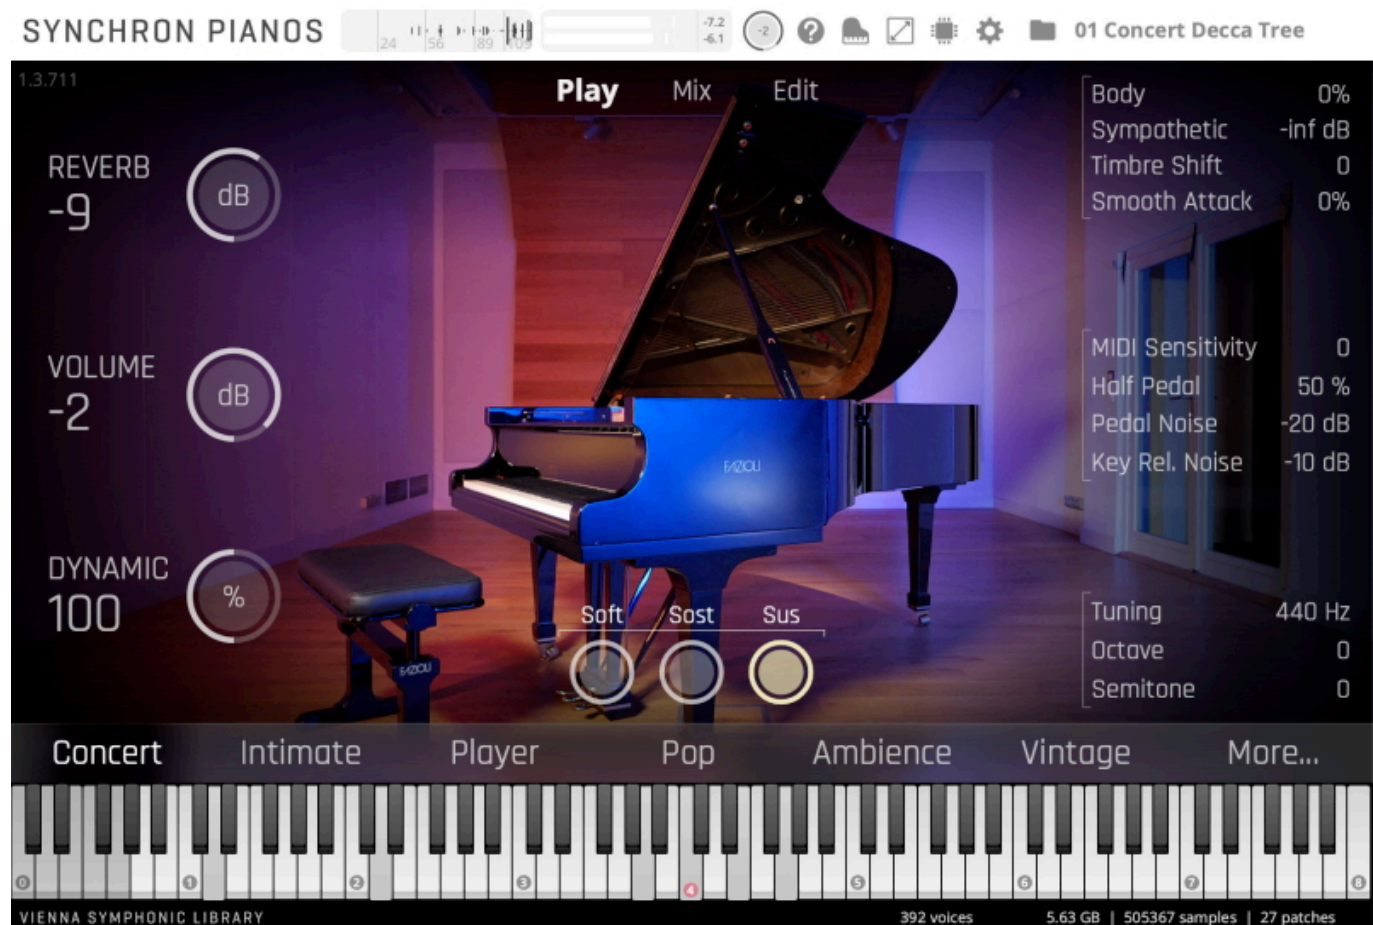 SYNCHRON PIANOS
24 56 89 109
-7.2
-6.1
-2
?
01 Concert Decca Tree
1.3.711
Play Mix Edit
REVERB
-9
dB
VOLUME
-2
dB
DYNAMIC
100
%
Body 0%
Sympathetic -inf dB
Timbre Shift 0
Smooth Attack 0%
MIDI Sensitivity 0
Half Pedal 50 %
Pedal Noise -20 dB
Key Rel. Noise -10 dB
FAZIOLI
FAZIOLI
Soft Sost Sus
Tuning 440 Hz
Octave 0
Semitone 0
Concert Intimate Player Pop Ambience Vintage More...
0 1 2 3 4 5 6 7 8
VIENNA SYMPHONIC LIBRARY
392 voices 5.63 GB | 505367 samples | 27 patches